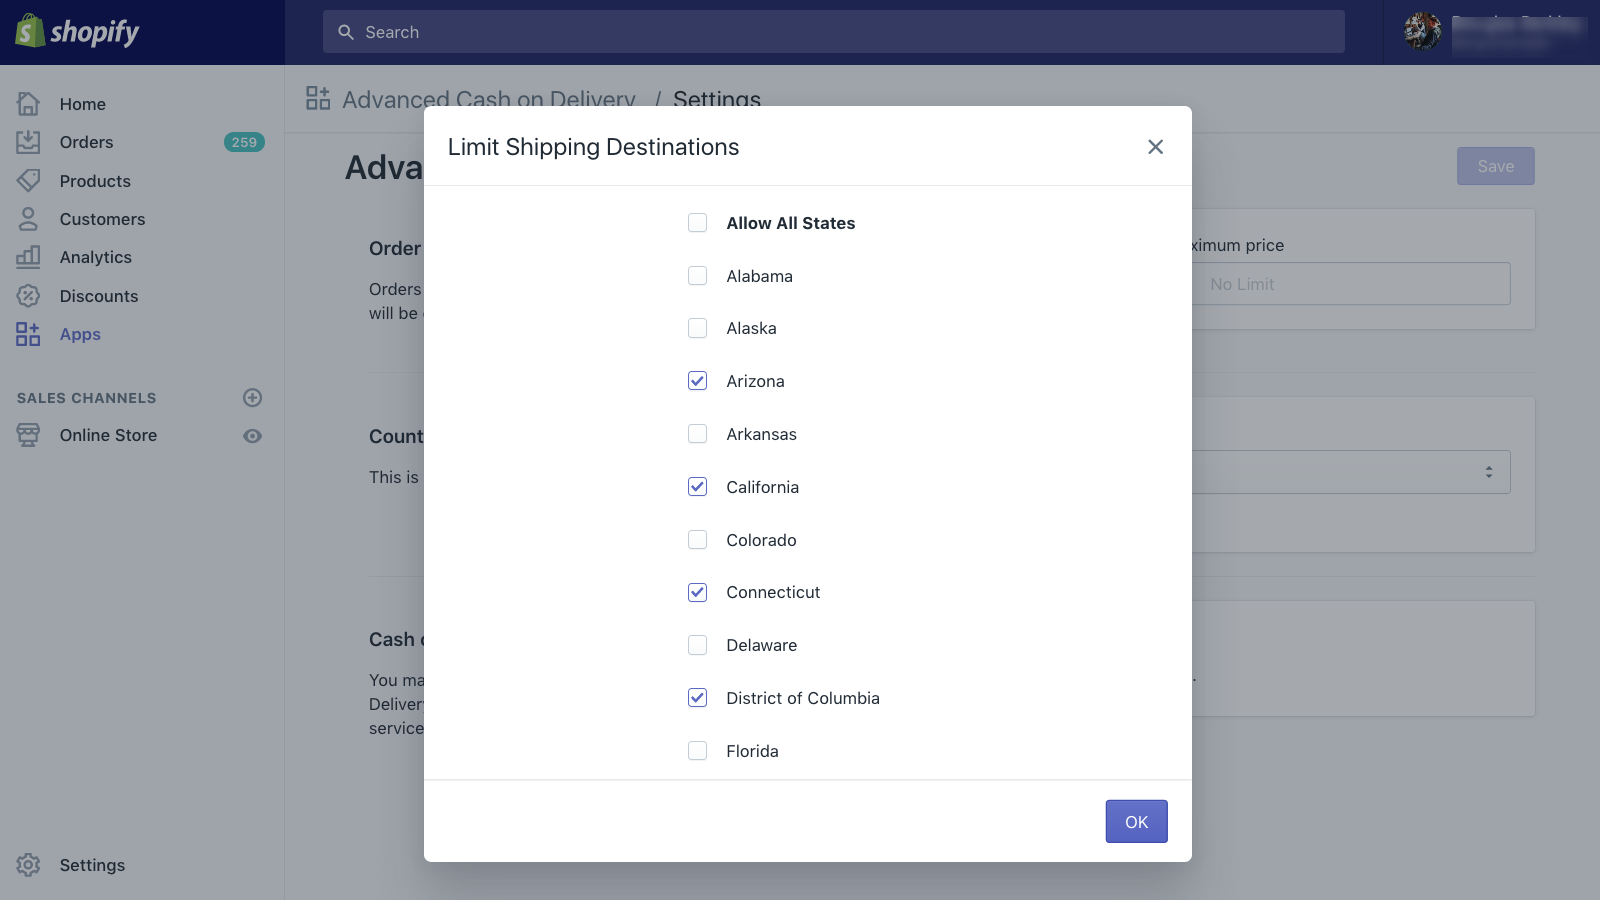 shopify
Search
Home
Orders
259
Products
Customers
Analytics
Discounts
Apps
SALES CHANNELS
Online Store
Settings
Advanced Cash on Delivery / Settings
Adva
Save
Order
Orders
will be
ximum price
No Limit
Count
This is
Cash
You ma
Deliver
service
Limit Shipping Destinations
Allow All States
Alabama
Alaska
Arizona
Arkansas
California
Colorado
Connecticut
Delaware
District of Columbia
Florida
OK